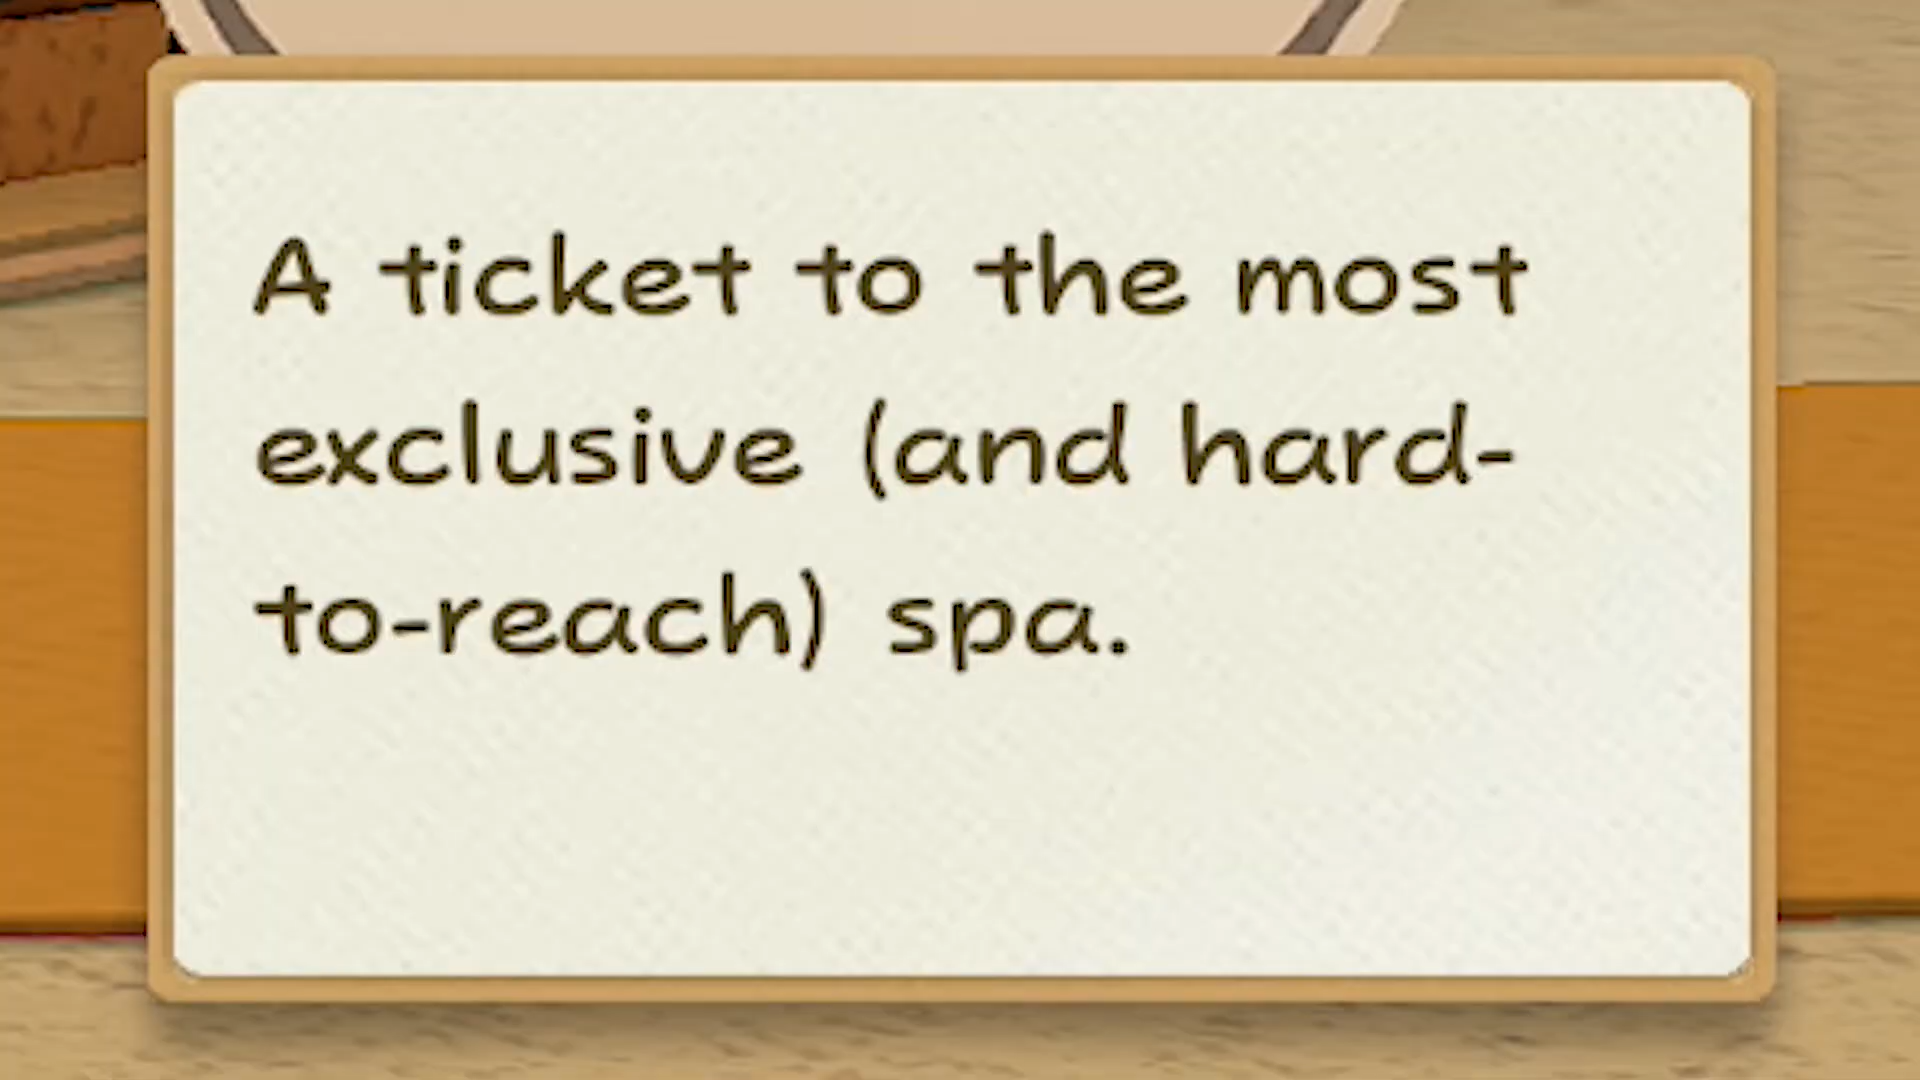 A ticket to the most
exclusive (and hard-
to-reach) spa.